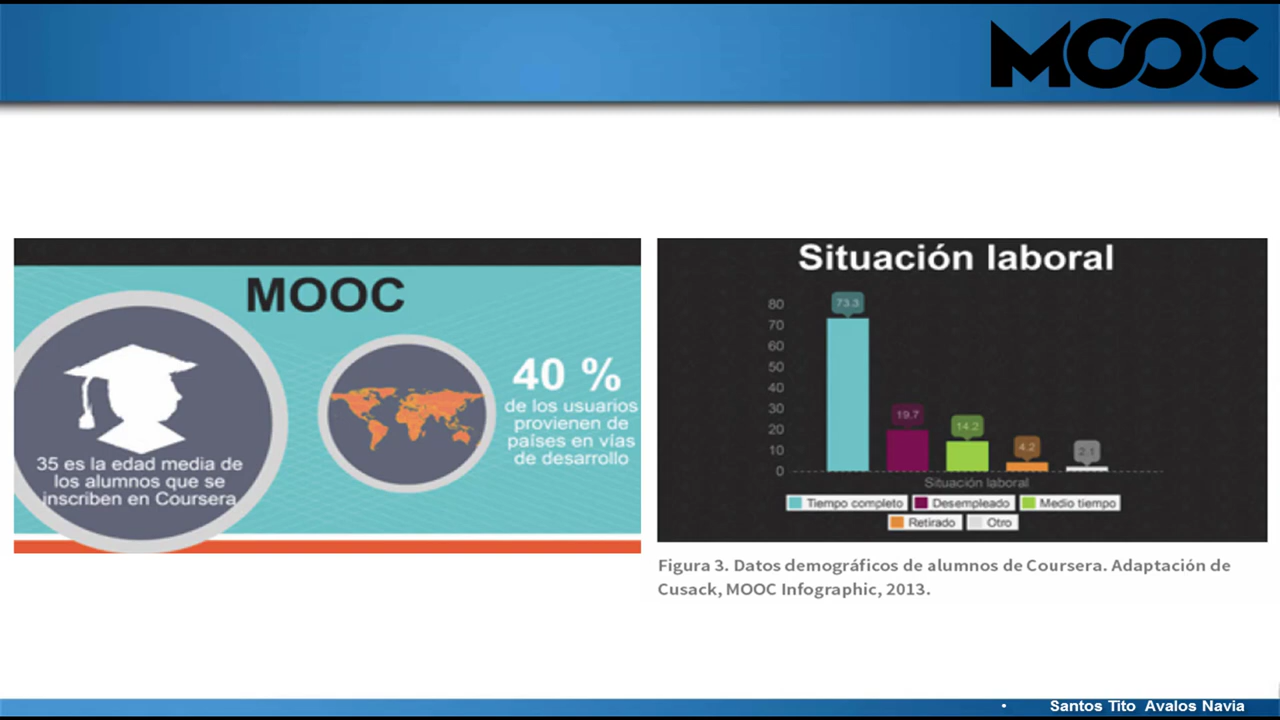 MOOC
MOOC
35 es la edad media de
los alumnos que se
inscriben en Coursera
40 %
de los usuarios
provienen de
países en vías
de desarrollo
Situación laboral
80
70
60
50
40
30
20
10
0
73.3
19.7
14.2
4.2
2.1
Situación laboral
Tiempo completo
Desempleado
Medio tiempo
Retirado
Otro
Figura 3. Datos demográficos de alumnos de Coursera. Adaptación de
Cusack, MOOC Infographic, 2013.
• Santos Tito Avalos Navia